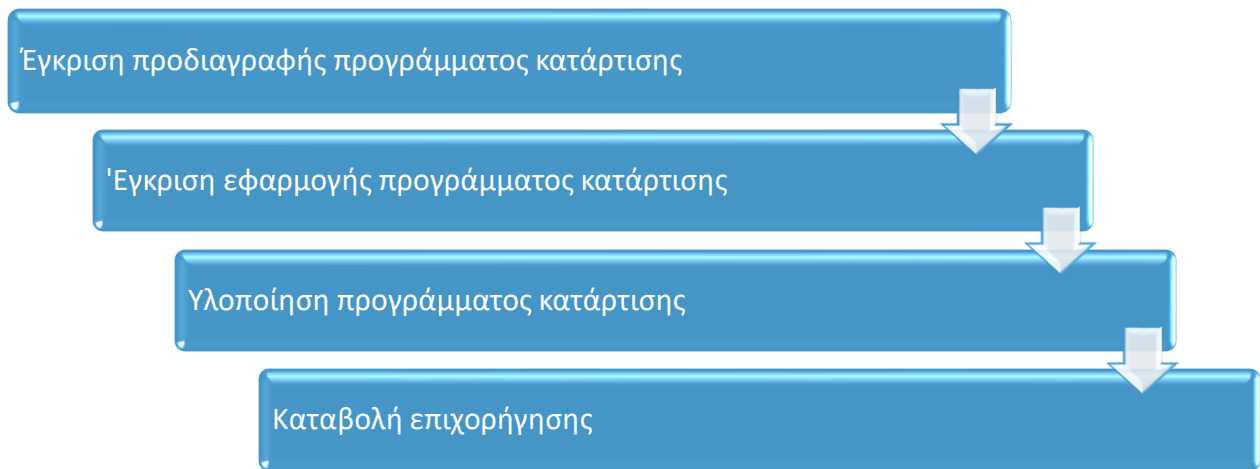 Έγκριση προδιαγραφής προγράμματος κατάρτισης
'Εγκριση εφαρμογής προγράμματος κατάρτισης
Υλοποίηση προγράμματος κατάρτισης
Καταβολή επιχορήγησης